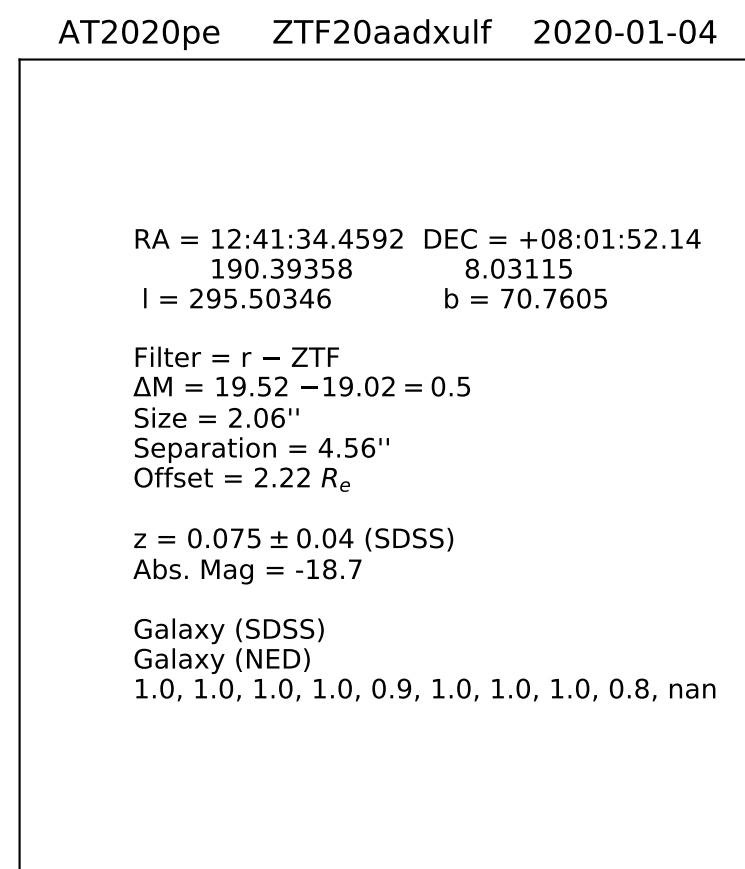 AT2020pe ZTF20aadxulf 2020-01-04
RA = 12:41:34.4592 DEC = +08:01:52.14
190.39358 8.03115
l = 295.50346 b = 70.7605
Filter = r − ZTF
ΔM = 19.52 −19.02 = 0.5
Size = 2.06''
Separation = 4.56''
Offset = 2.22 Rₑ
z = 0.075 ± 0.04 (SDSS)
Abs. Mag = -18.7
Galaxy (SDSS)
Galaxy (NED)
1.0, 1.0, 1.0, 1.0, 0.9, 1.0, 1.0, 1.0, 0.8, nan